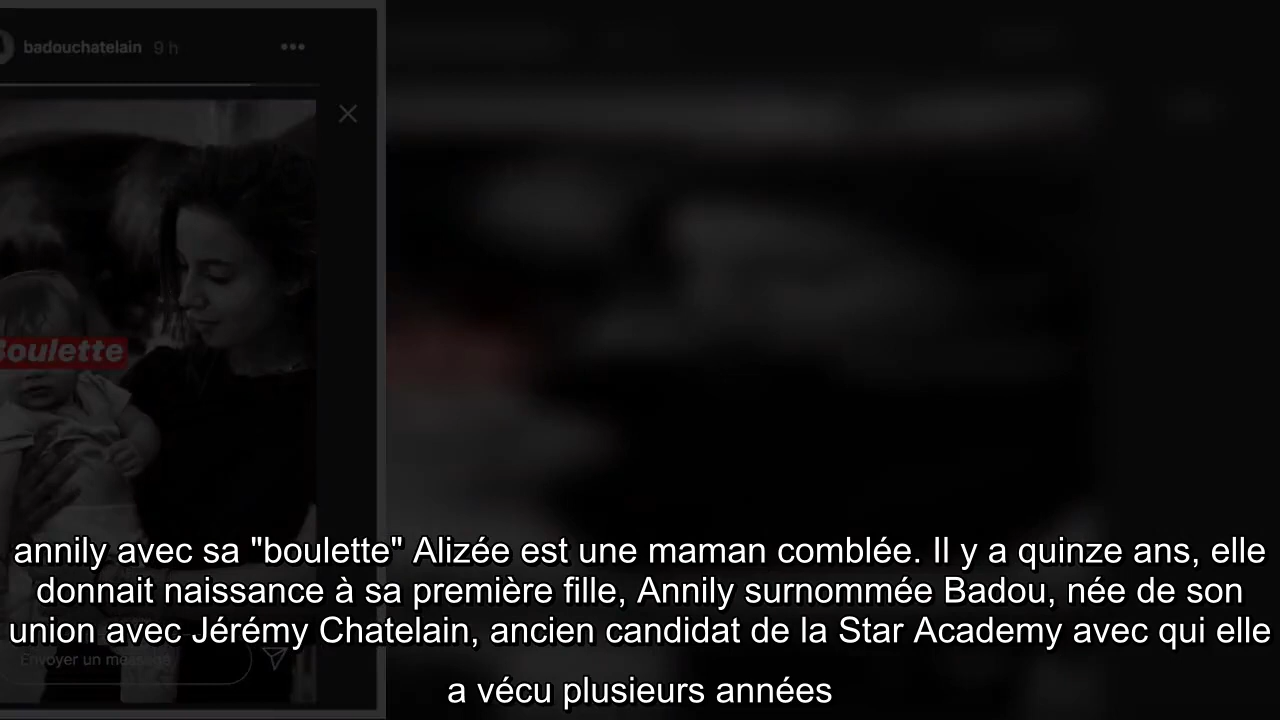 badouchatelain 9 h
Boulette
annily avec sa "boulette" Alizée est une maman comblée. Il y a quinze ans, elle
donnait naissance à sa première fille, Annily surnommée Badou, née de son
union avec Jérémy Chatelain, ancien candidat de la Star Academy avec qui elle
Envoyer un message
a vécu plusieurs années